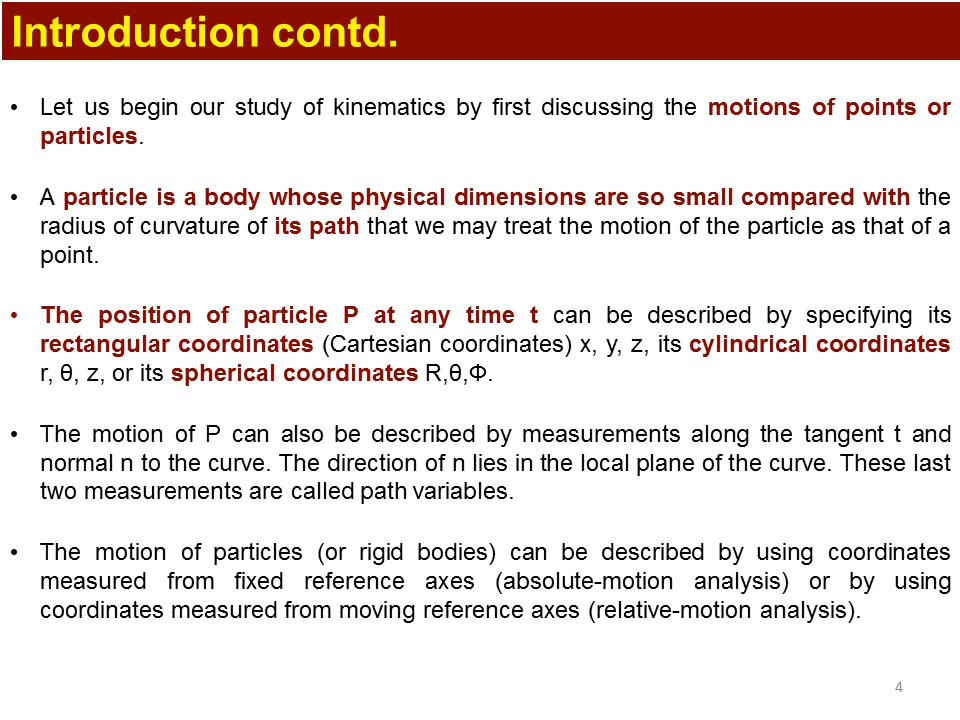 Introduction contd.
• Let us begin our study of kinematics by first discussing the motions of points or
particles.
• A particle is a body whose physical dimensions are so small compared with the
radius of curvature of its path that we may treat the motion of the particle as that of a
point.
• The position of particle P at any time t can be described by specifying its
rectangular coordinates (Cartesian coordinates) x, y, z, its cylindrical coordinates
r, θ, z, or its spherical coordinates R,θ,Φ.
• The motion of P can also be described by measurements along the tangent t and
normal n to the curve. The direction of n lies in the local plane of the curve. These last
two measurements are called path variables.
• The motion of particles (or rigid bodies) can be described by using coordinates
measured from fixed reference axes (absolute-motion analysis) or by using
coordinates measured from moving reference axes (relative-motion analysis).
4